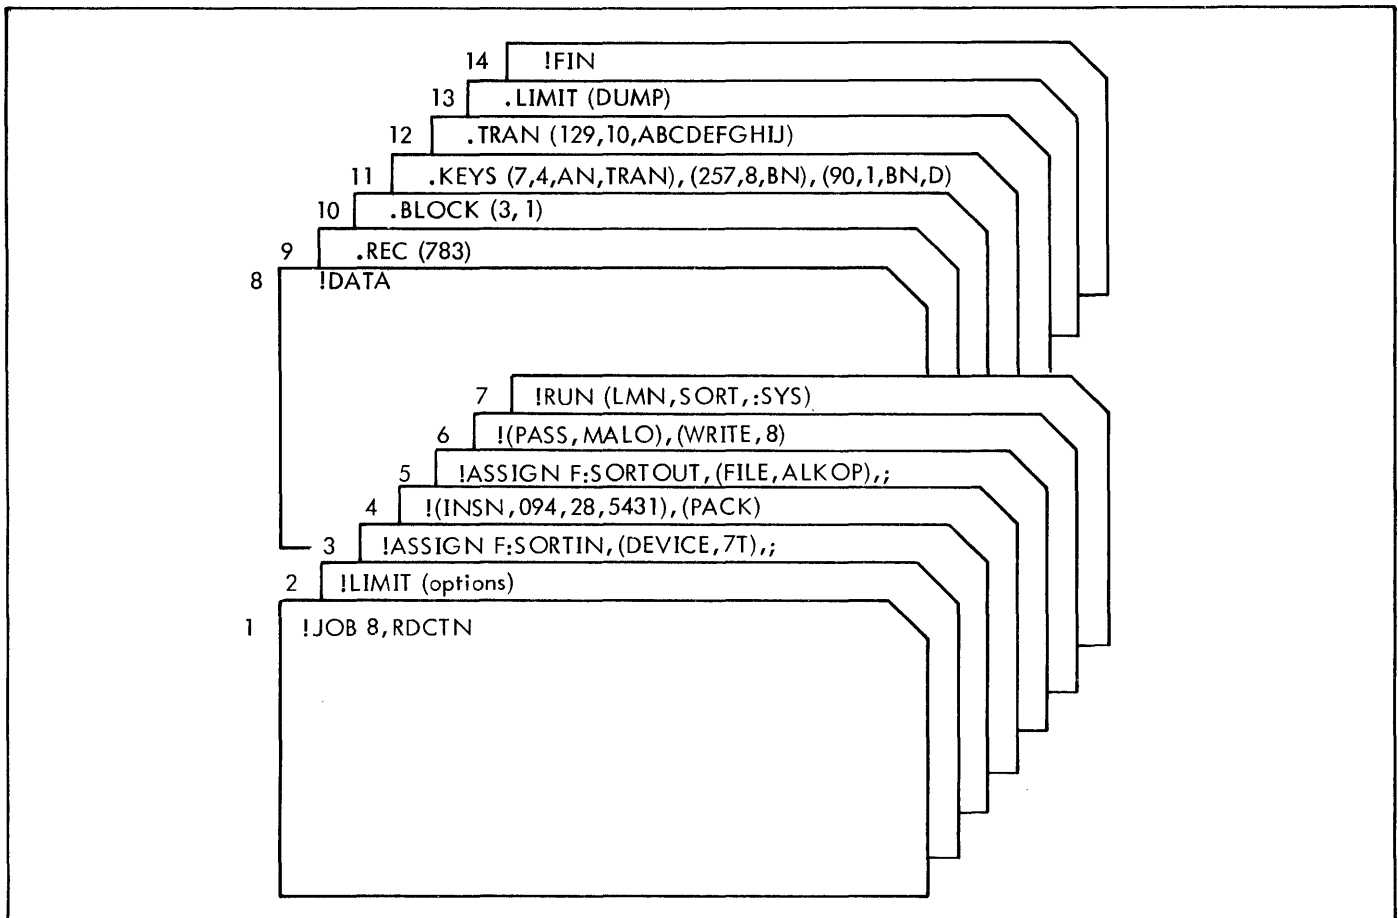 14 !FIN
13 .LIMIT (DUMP)
12 .TRAN (129,10,ABCDEFGHIJ)
11 .KEYS (7,4,AN,TRAN),(257,8,BN),(90,1,BN,D)
10 .BLOCK (3,1)
9 .REC (783)
8 !DATA
7 !RUN (LMN,SORT,:SYS)
6 !(PASS,MALO),(WRITE,8)
5 !ASSIGN F:SORTOUT,(FILE,ALKOP),;
4 !(INSN,094,28,5431),(PACK)
3 !ASSIGN F:SORTIN,(DEVICE,7T),;
2 !LIMIT (options)
1 !JOB 8,RDCTN